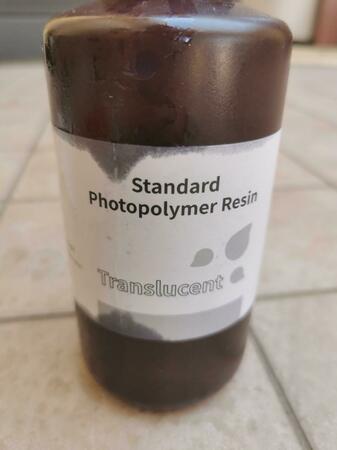 Standard
Photopolymer Resin
Translucent